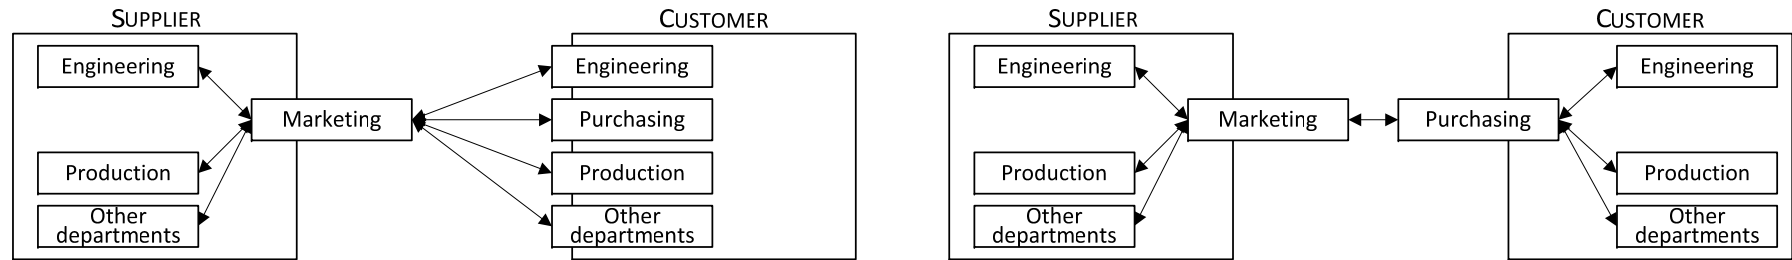 SUPPLIER
CUSTOMER
Engineering
Marketing
Production
Other
departments
Engineering
Purchasing
Production
Other
departments
SUPPLIER
CUSTOMER
Engineering
Marketing
Production
Other
departments
Purchasing
Engineering
Production
Other
departments